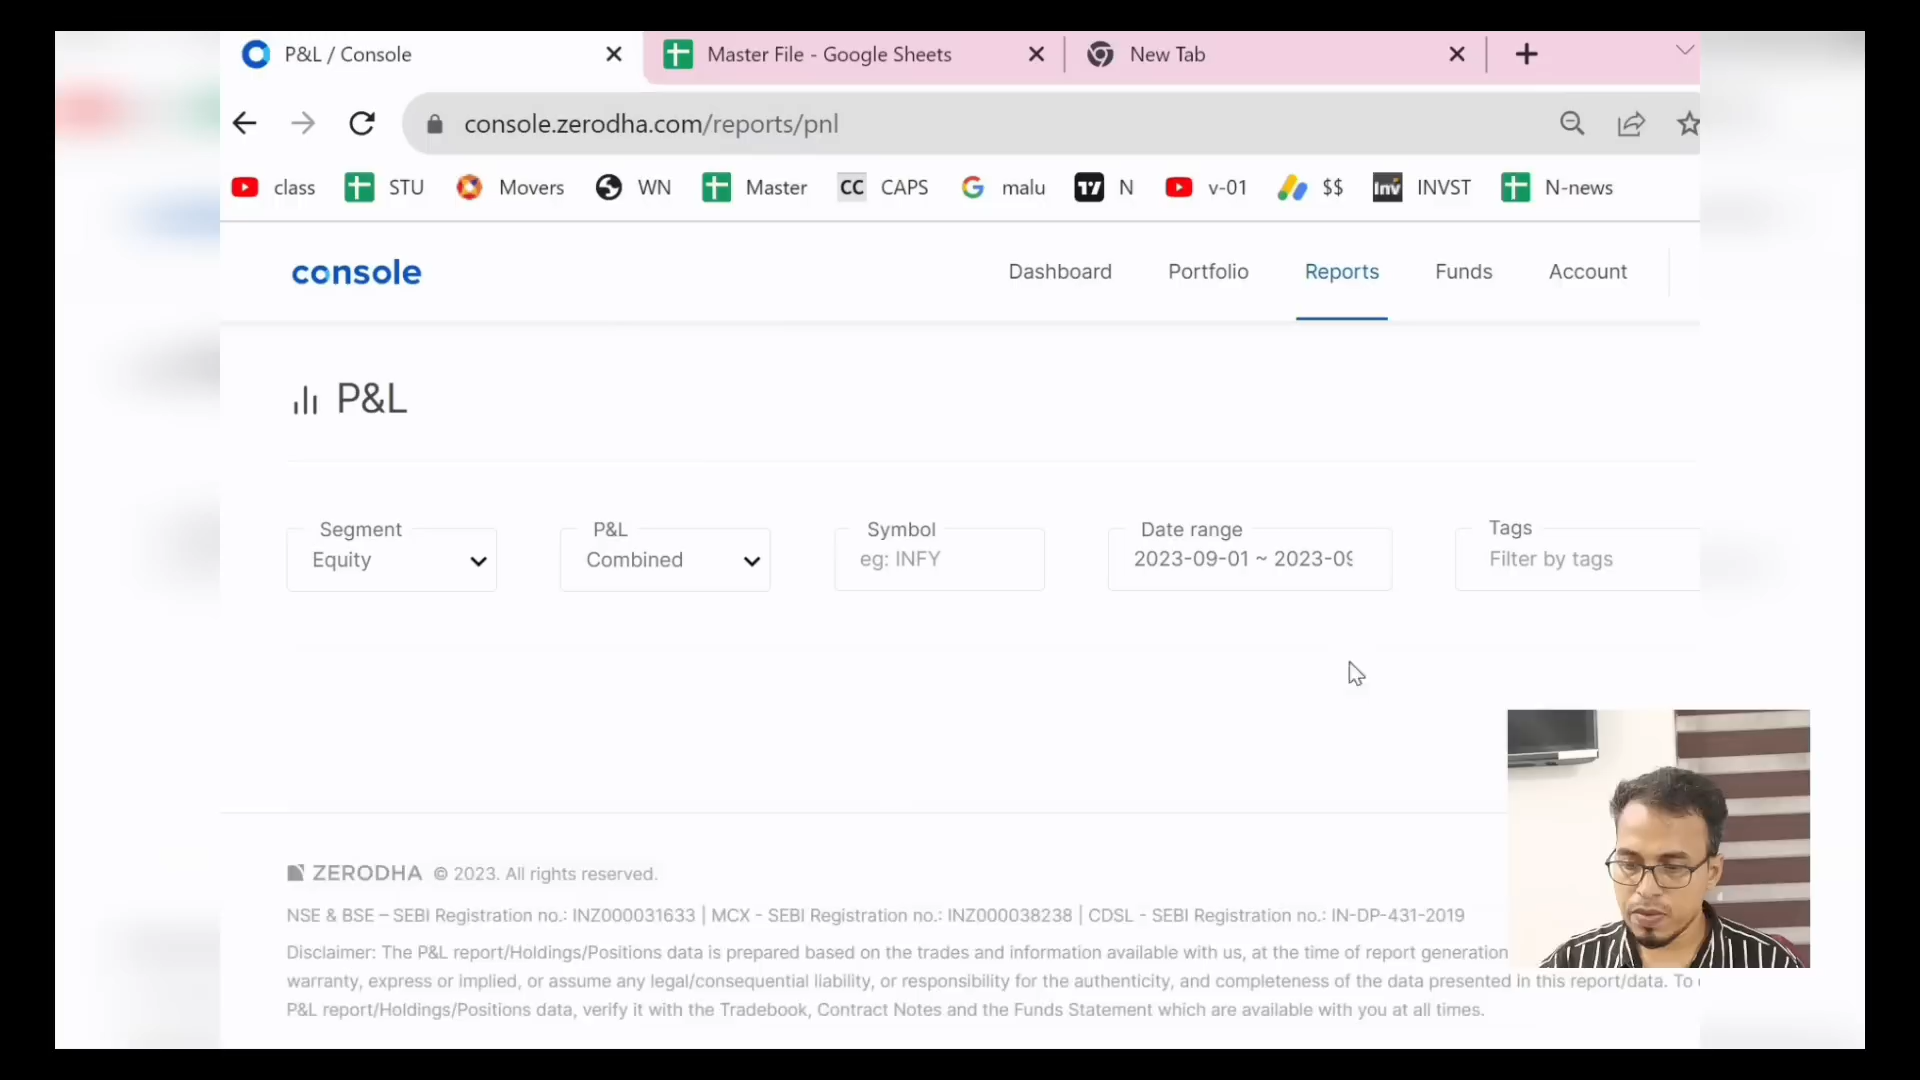 P&L / Console
Master File - Google Sheets
New Tab
console.zerodha.com/reports/pnl
class STU Movers WN Master CC CAPS malu N v-01 $$ Inv INVST N-news
console Dashboard Portfolio Reports Funds Account
P&L
Segment P&L Symbol Date range Tags
Equity Combined eg: INFY 2023-09-01 ~ 2023-09 Filter by tags
ZERODHA © 2023. All rights reserved.
NSE & BSE – SEBI Registration no.: INZ000031633 | MCX - SEBI Registration no.: INZ000038238 | CDSL - SEBI Registration no.: IN-DP-431-2019
Disclaimer: The P&L report/Holdings/Positions data is prepared based on the trades and information available with us, at the time of report generation
warranty, express or implied, or assume any legal/consequential liability, or responsibility for the authenticity, and completeness of the data presented in this report/data. To
P&L report/Holdings/Positions data, verify it with the Tradebook, Contract Notes and the Funds Statement which are available with you at all times.